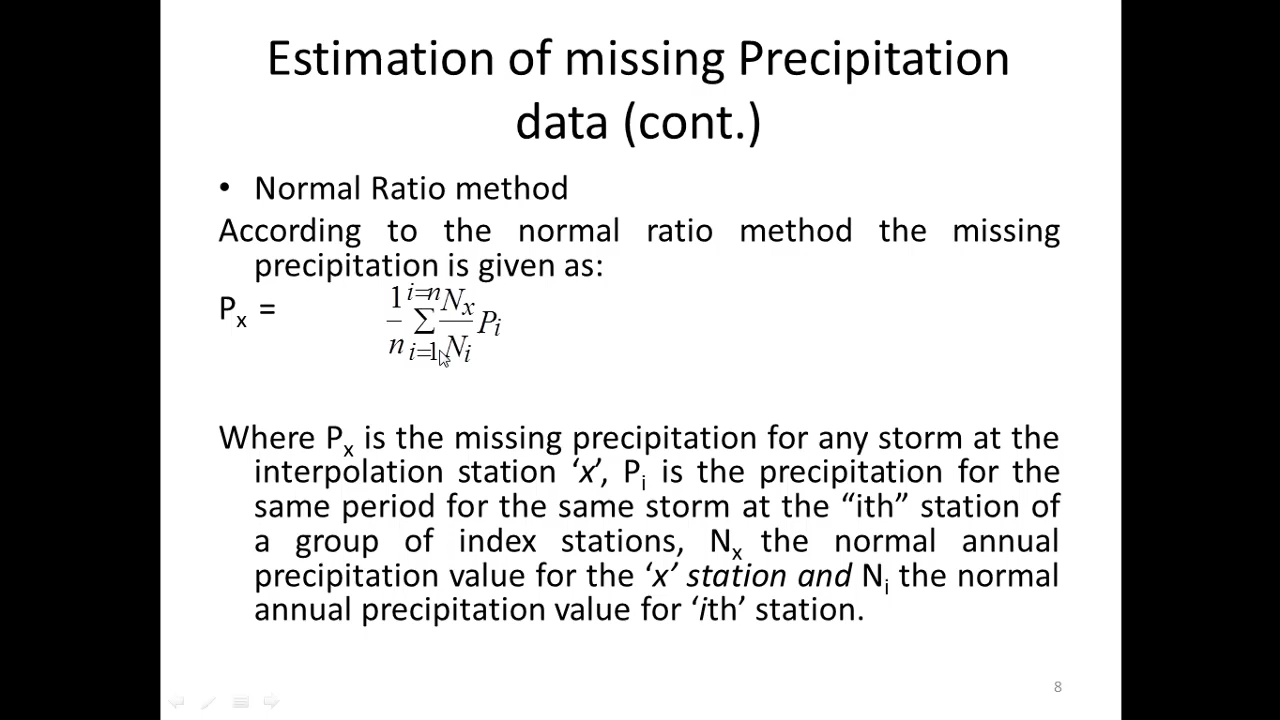 Estimation of missing Precipitation
data (cont.)
• Normal Ratio method
According to the normal ratio method the missing
precipitation is given as:
Pₓ = 1/n Σ_{i=1}^{i=n} Nₓ/Nᵢ Pᵢ
Where Pₓ is the missing precipitation for any storm at the
interpolation station ‘x’, Pᵢ is the precipitation for the
same period for the same storm at the “ith” station of
a group of index stations, Nₓ the normal annual
precipitation value for the ‘x’ station and Nᵢ the normal
annual precipitation value for ‘ith’ station.
8